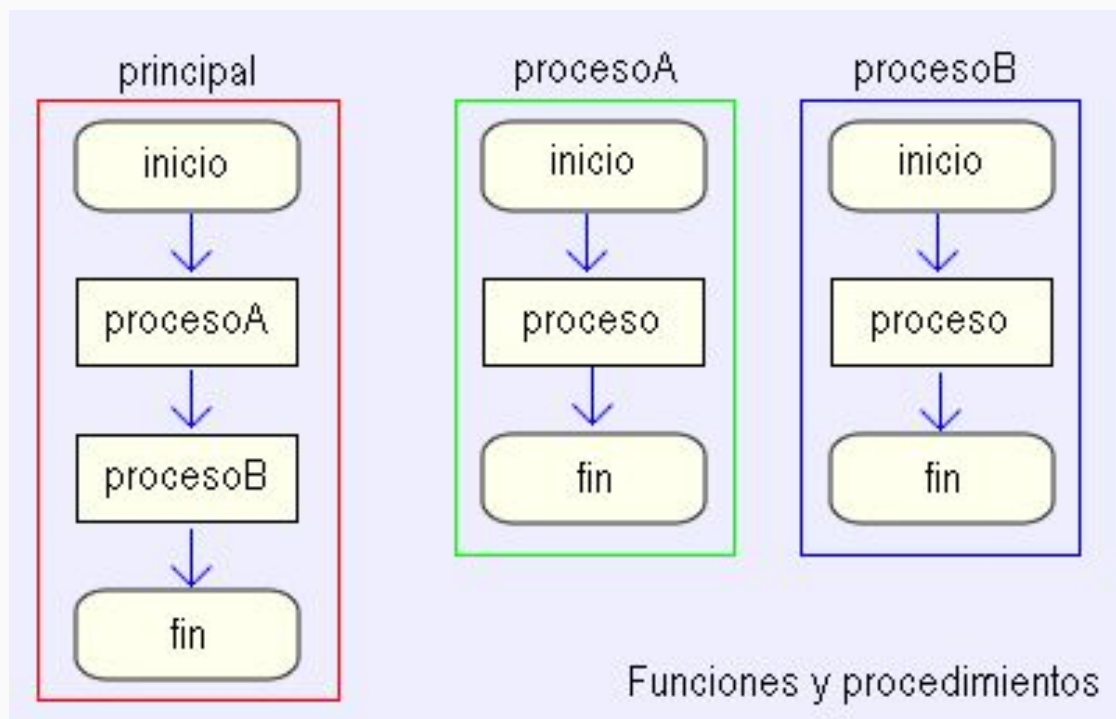 principal
inicio
procesoA
procesoB
fin
procesoA
inicio
proceso
fin
procesoB
inicio
proceso
fin
Funciones y procedimientos